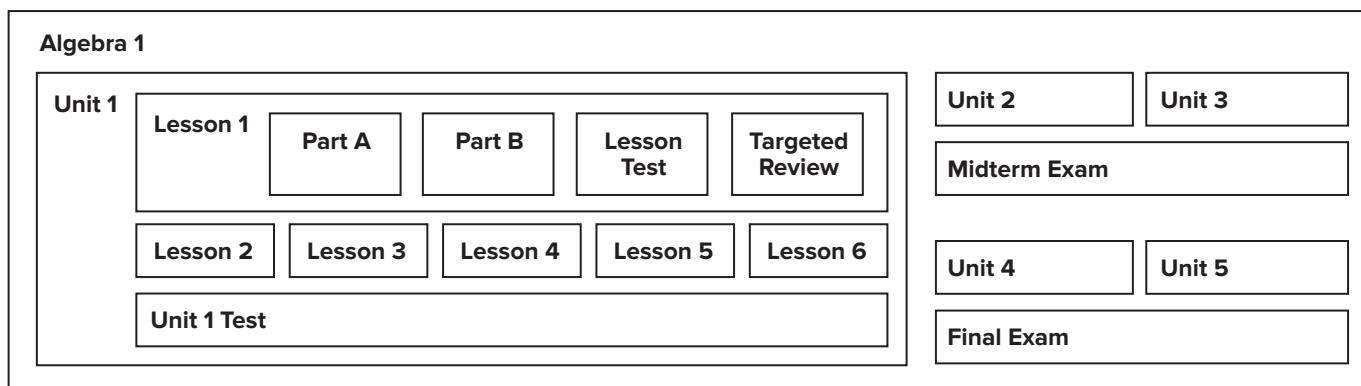 Algebra 1
Unit 1
Lesson 1
Part A
Part B
Lesson
Test
Targeted
Review
Lesson 2
Lesson 3
Lesson 4
Lesson 5
Lesson 6
Unit 1 Test
Unit 2
Unit 3
Midterm Exam
Unit 4
Unit 5
Final Exam